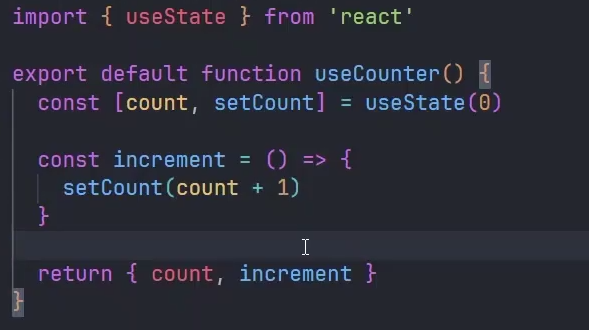 import { useState } from 'react'

export default function useCounter() {
  const [count, setCount] = useState(0)

  const increment = () => {
    setCount(count + 1)
  }

  return { count, increment }
}